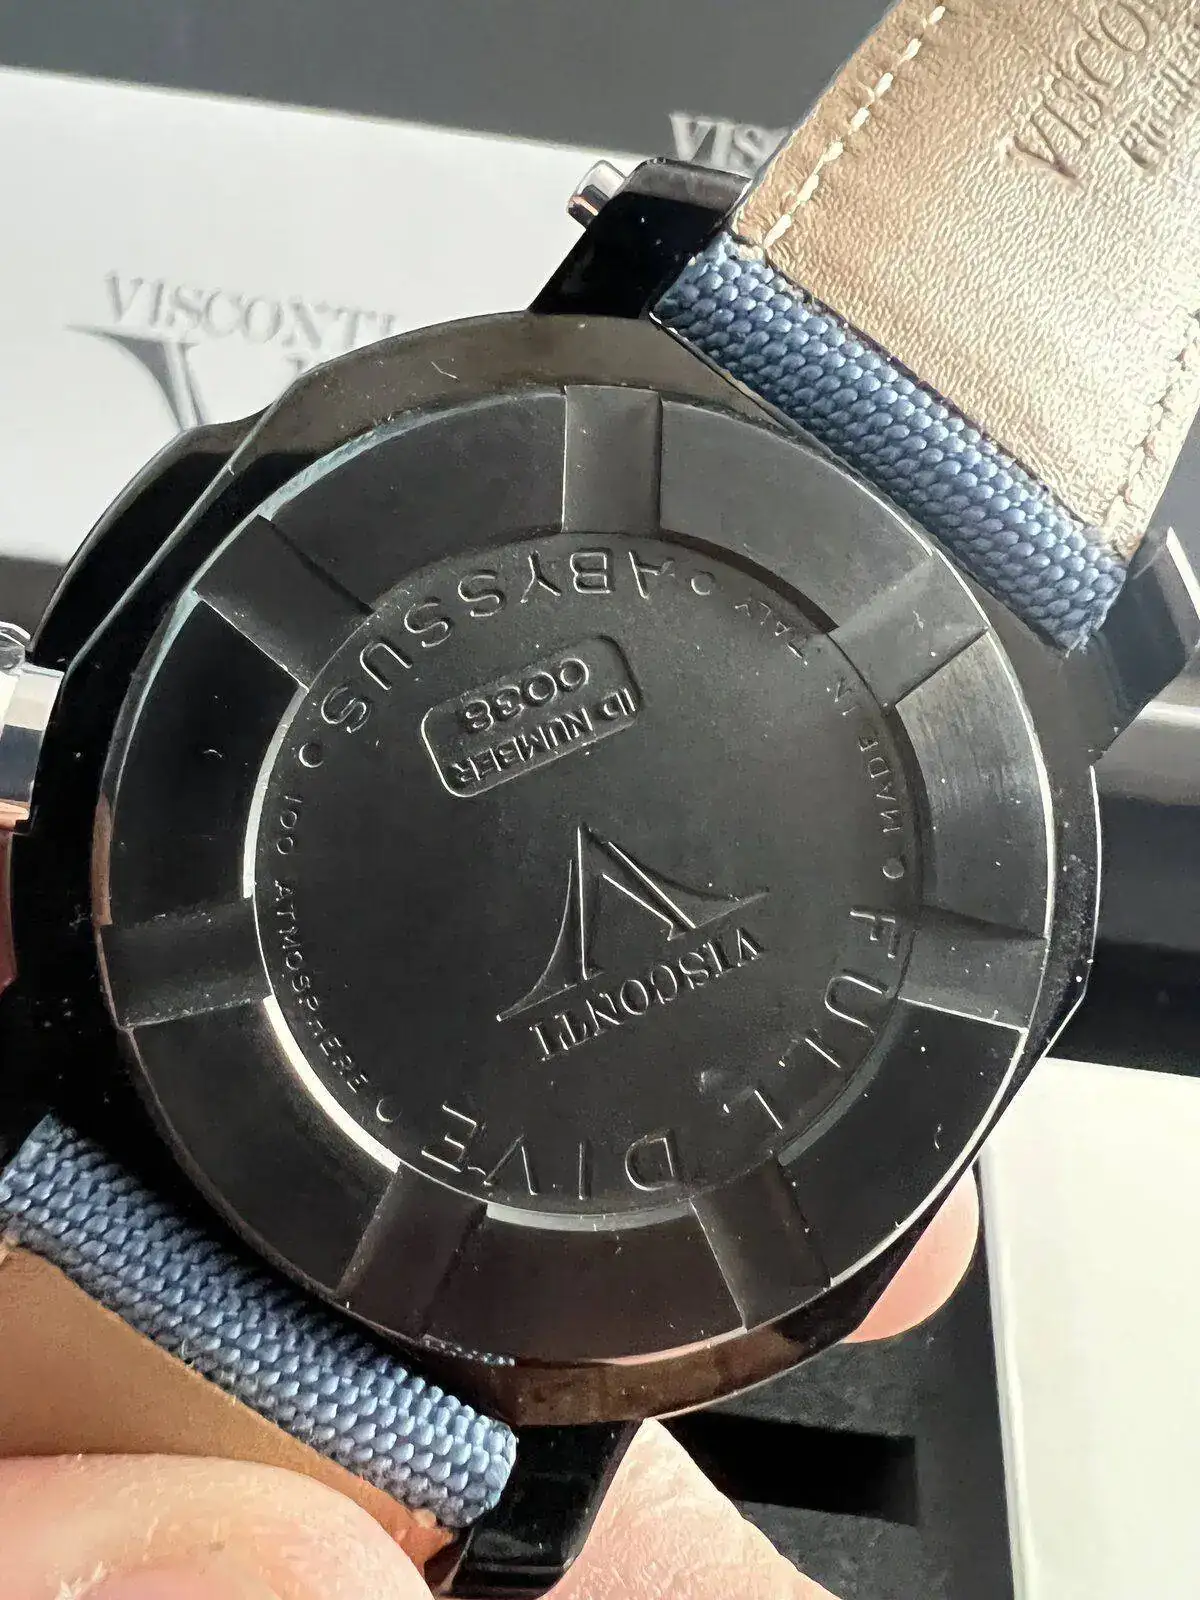 VISCONTI
VISCONTI
ABYSSUS
ID NUMBER
0038
VISCONTI
FULL DIVE
100 ATMOSPHERE
MADE IN ITALY